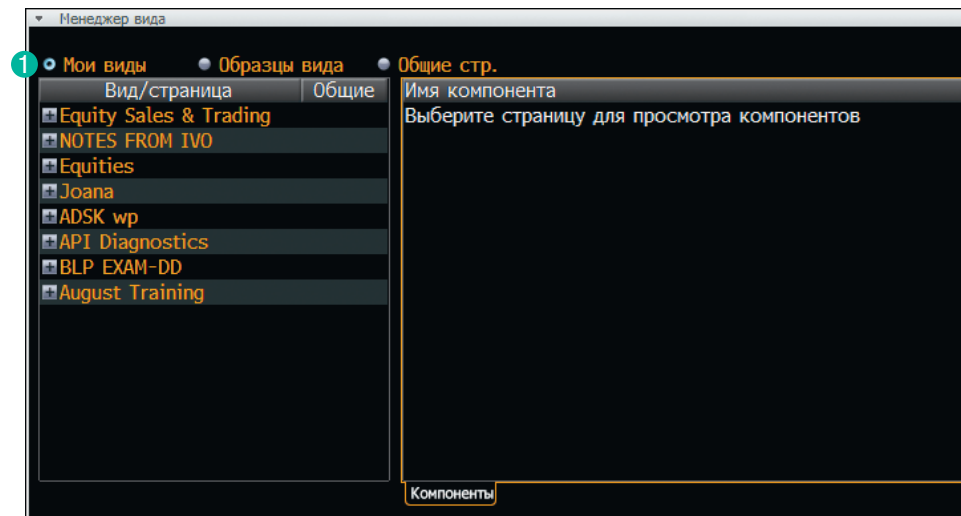 Менеджер вида
1 Мои виды Образцы вида Общие стр.
Вид/страница Общие Имя компонента
Equity Sales & Trading Выберите страницу для просмотра компонентов
NOTES FROM IVO
Equities
Joana
ADSK wp
API Diagnostics
BLP EXAM-DD
August Training
Компоненты